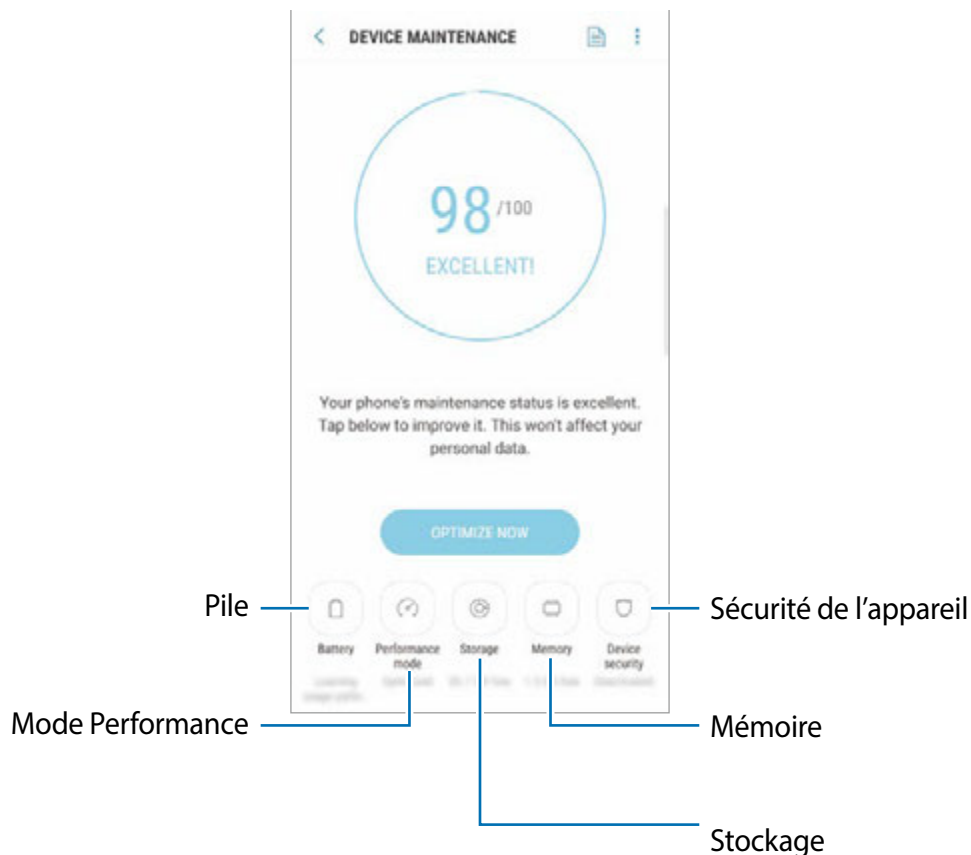 DEVICE MAINTENANCE
98 /100
EXCELLENT!
Your phone's maintenance status is excellent.
Tap below to improve it. This won't affect your
personal data.
OPTIMIZE NOW
Pile
Sécurité de l'appareil
Battery
Performance
mode
Storage
Memory
Device
security
Mode Performance
Mémoire
Stockage